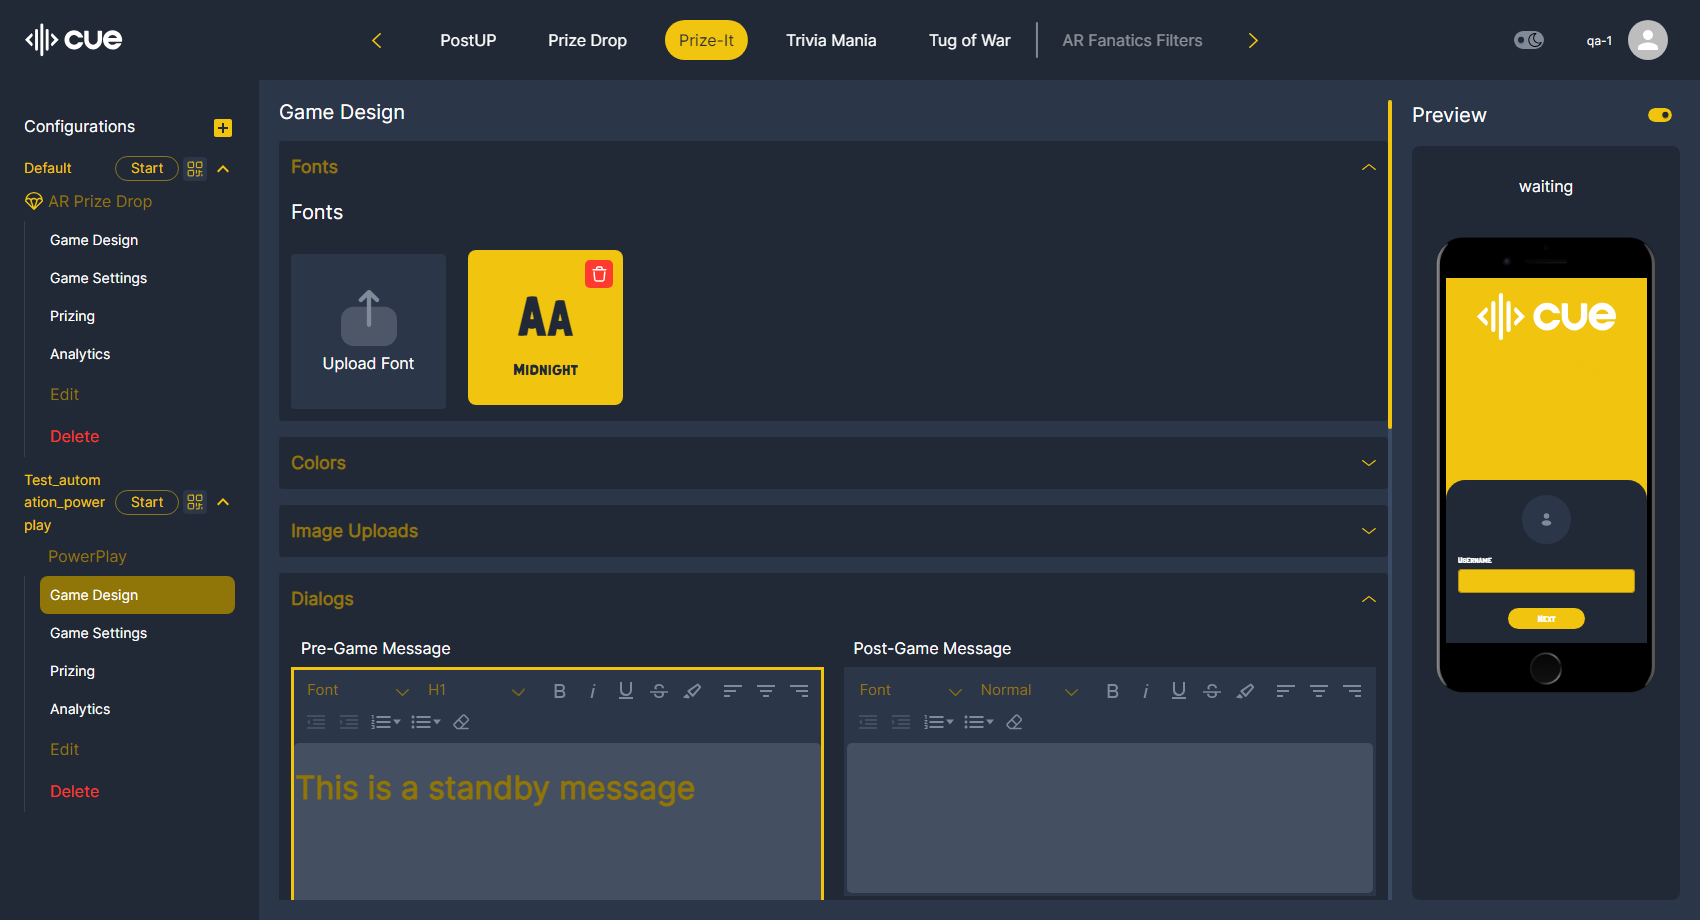 cue
PostUP
Prize Drop
Prize-It
Trivia Mania
Tug of War
AR Fanatics Filters
qa-1
Configurations
Default
Start
AR Prize Drop
Game Design
Game Settings
Prizing
Analytics
Edit
Delete
Test_autom
ation_power
play
Start
PowerPlay
Game Design
Game Settings
Prizing
Analytics
Edit
Delete
Game Design
Fonts
Fonts
Upload Font
AA
MIDNIGHT
Colors
Image Uploads
Dialogs
Pre-Game Message
Font
H1
B i U S
This is a standby message
Post-Game Message
Font
Normal
B i U S
Preview
waiting
cue
USERNAME
NEXT